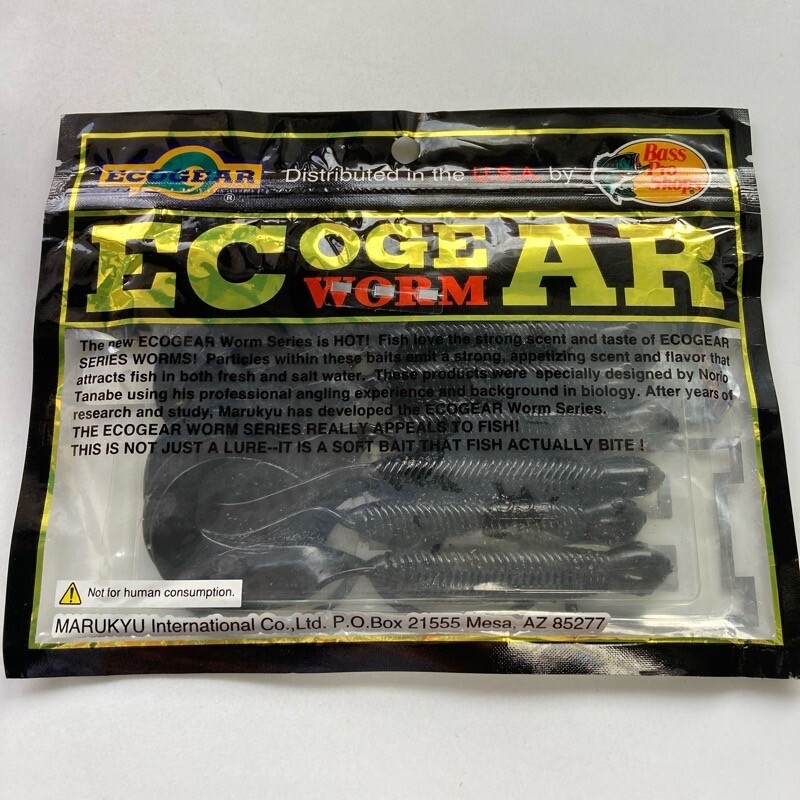 ECOGEAR
®
Distributed in the U.S.A. by
Bass
Pro
Shops
ECOGEAR
WORM
The new ECOGEAR Worm Series is HOT! Fish love the strong scent and taste of ECOGEAR
SERIES WORMS! Particles within these baits emit a strong, appetizing scent and flavor that
attracts fish in both fresh and salt water. These products were specially designed by Norio
Tanabe using his professional angling experience and background in biology. After years of
research and study, Marukyu has developed the ECOGEAR Worm Series.
THE ECOGEAR WORM SERIES REALLY APPEALS TO FISH!
THIS IS NOT JUST A LURE--IT IS A SOFT BAIT THAT FISH ACTUALLY BITE !
Not for human consumption.
MARUKYU International Co.,Ltd. P.O.Box 21555 Mesa, AZ 85277